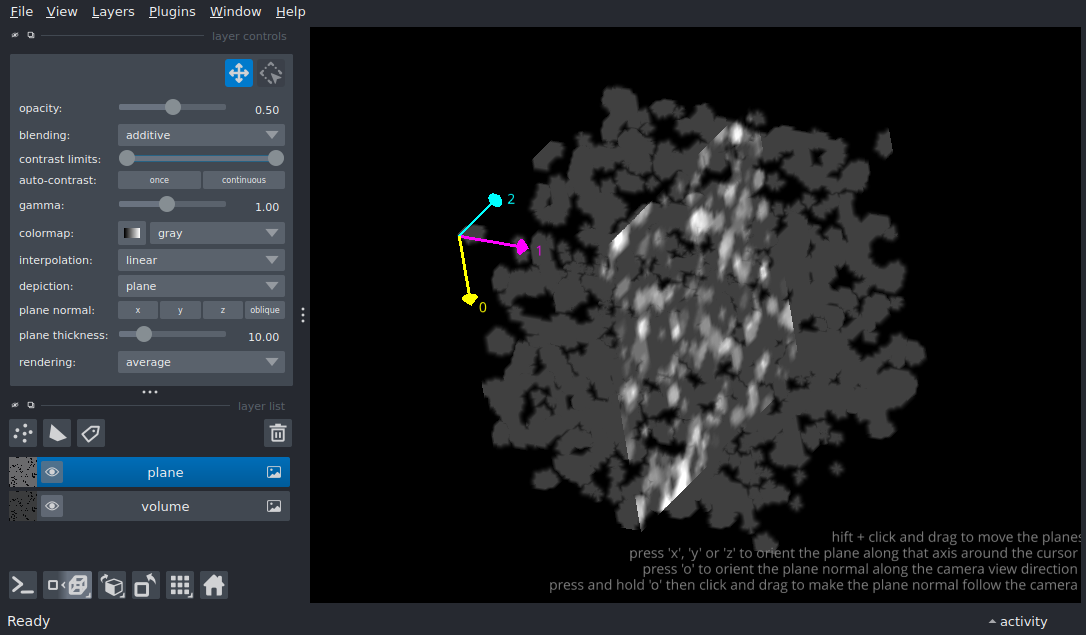 File View Layers Plugins Window Help
layer controls
opacity: 0.50
blending: additive
contrast limits:
auto-contrast: once continuous
gamma: 1.00
colormap: gray
interpolation: linear
depiction: plane
plane normal: x y z oblique
plane thickness: 10.00
rendering: average
layer list
plane
volume
2
1
0
hift + click and drag to move the planes
press 'x', 'y' or 'z' to orient the plane along that axis around the cursor
press 'o' to orient the plane normal along the camera view direction
press and hold 'o' then click and drag to make the plane normal follow the camera
Ready
activity